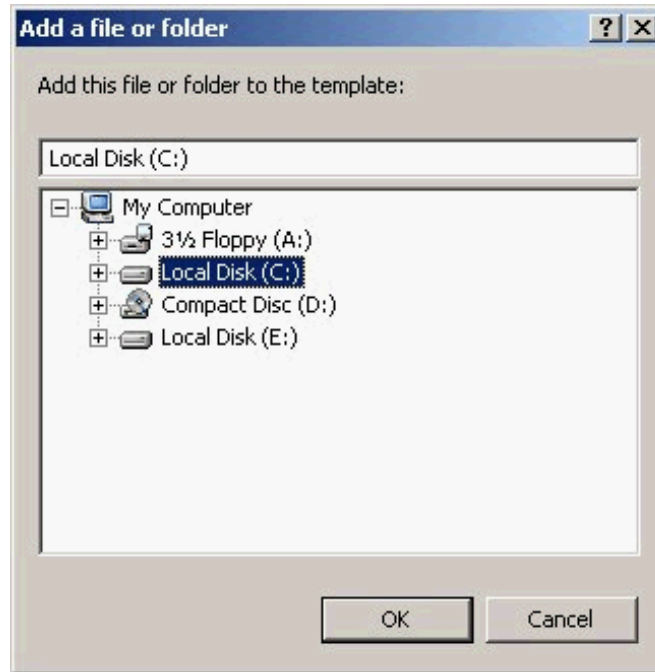 Add a file or folder
Add this file or folder to the template:
Local Disk (C:)
My Computer
3½ Floppy (A:)
Local Disk (C:)
Compact Disc (D:)
Local Disk (E:)
OK Cancel